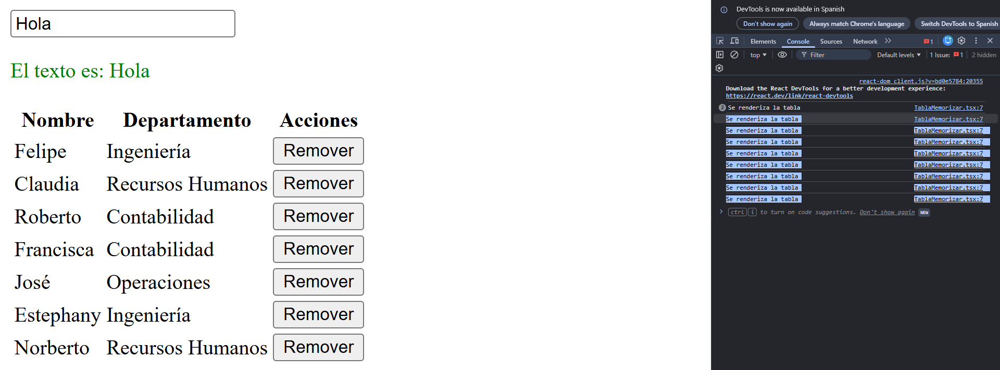 Hola
El texto es: Hola
Nombre Departamento Acciones
Felipe Ingeniería Remover
Claudia Recursos Humanos Remover
Roberto Contabilidad Remover
Francisca Contabilidad Remover
José Operaciones Remover
Estephany Ingeniería Remover
Norberto Recursos Humanos Remover
DevTools is now available in Spanish
Don't show again Always match Chrome's language Switch DevTools to Spanish
Elements Console Sources Network 1
top Filter Default levels 1 Issue: 1 2 hidden
react-dom_client.js?v=bd0e5784:20355
Download the React DevTools for a better development experience:
https://react.dev/link/react-devtools
2 Se renderiza la tabla TablaMemorizar.tsx:7
Se renderiza la tabla TablaMemorizar.tsx:7
Se renderiza la tabla TablaMemorizar.tsx:7
Se renderiza la tabla TablaMemorizar.tsx:7
Se renderiza la tabla TablaMemorizar.tsx:7
Se renderiza la tabla TablaMemorizar.tsx:7
Se renderiza la tabla TablaMemorizar.tsx:7
Se renderiza la tabla TablaMemorizar.tsx:7
Se renderiza la tabla TablaMemorizar.tsx:7
ctrl i to turn on code suggestions. Don't show again NEW